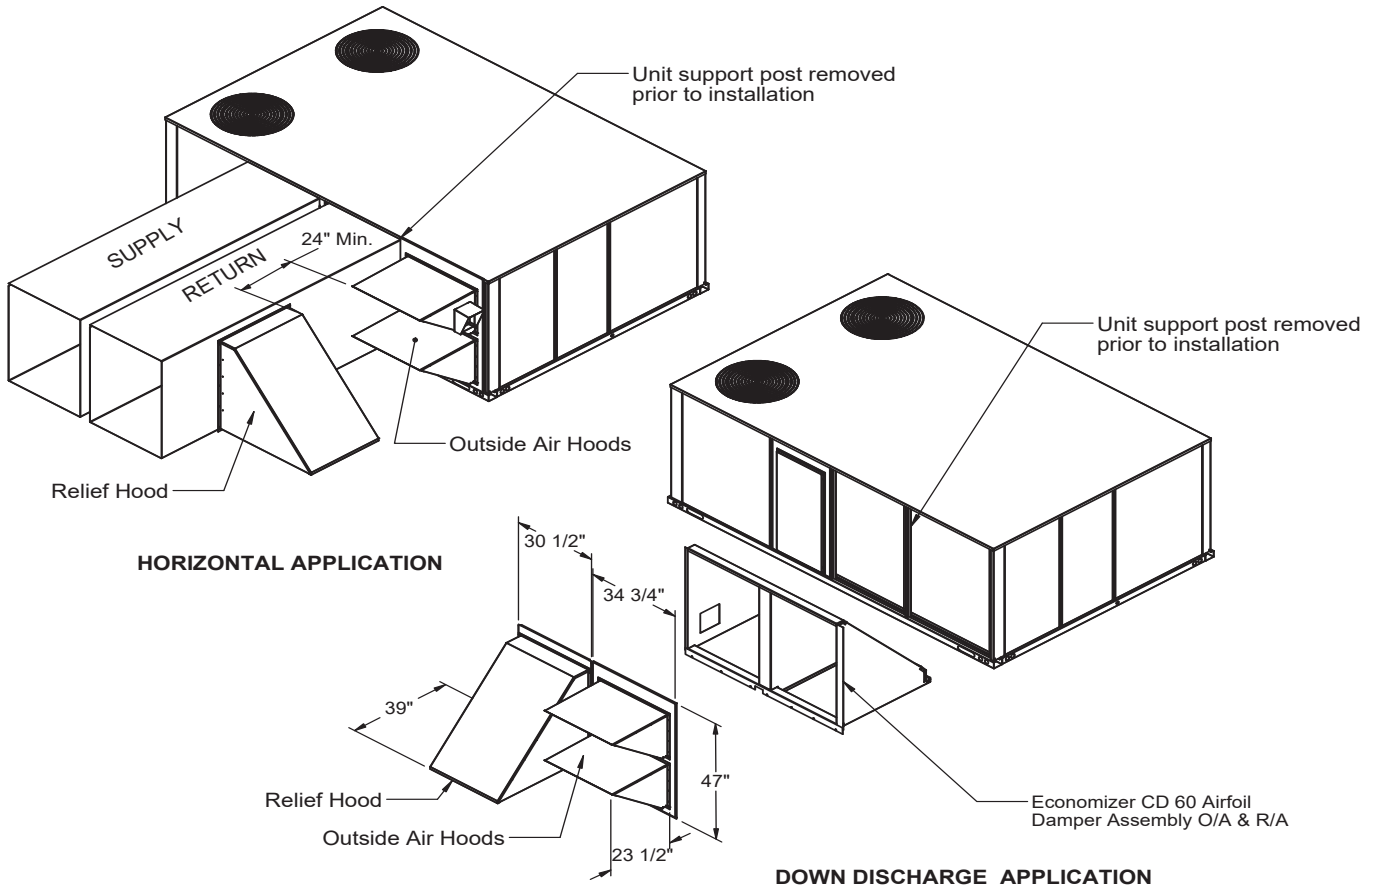 Unit support post removed
prior to installation
SUPPLY
24" Min.
RETURN
Outside Air Hoods
Relief Hood
HORIZONTAL APPLICATION
Unit support post removed
prior to installation
30 1/2"
34 3/4"
39"
47"
Relief Hood
Outside Air Hoods
23 1/2"
Economizer CD 60 Airfoil
Damper Assembly O/A & R/A
DOWN DISCHARGE APPLICATION